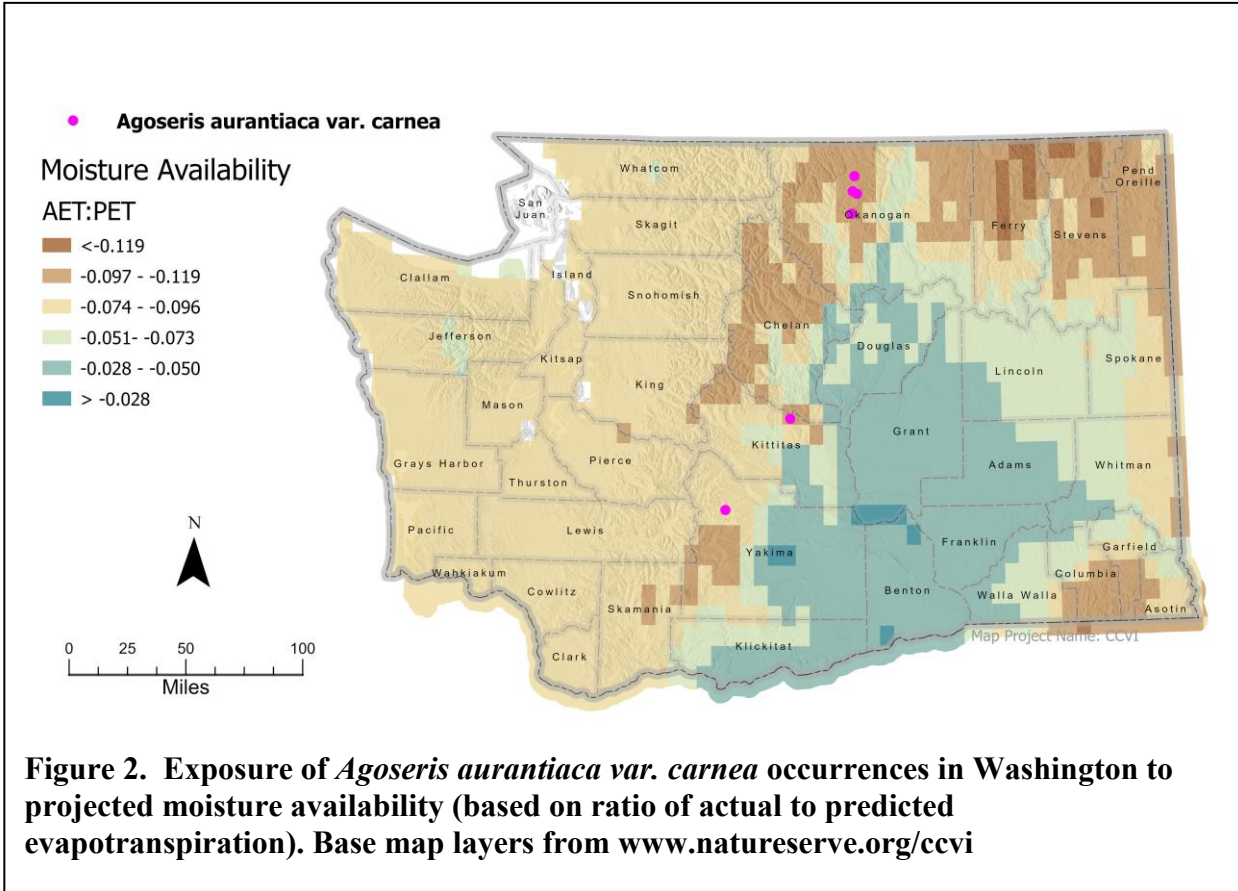 Agoseris aurantiaca var. carnea
Moisture Availability
AET:PET
<-0.119
-0.097 - -0.119
-0.074 - -0.096
-0.051- -0.073
-0.028 - -0.050
> -0.028
N
0 25 50 100
Miles
Whatcom
Pend
Oreille
San
Juan
Okanogan
Skagit
Ferry
Stevens
Island
Clallam
Snohomish
Chelan
Jefferson
Douglas
Kitsap
Spokane
Lincoln
King
Mason
Grant
Kittitas
Pierce
Grays Harbor
Adams
Whitman
Thurston
Pacific
Lewis
Franklin
Garfield
Yakima
Wahkiakum
Columbia
Cowlitz
Benton
Walla Walla
Skamania
Asotin
Map Project Name: CCVI
Klickitat
Clark
Figure 2. Exposure of Agoseris aurantiaca var. carnea occurrences in Washington to
projected moisture availability (based on ratio of actual to predicted
evapotranspiration). Base map layers from www.natureserve.org/ccvi